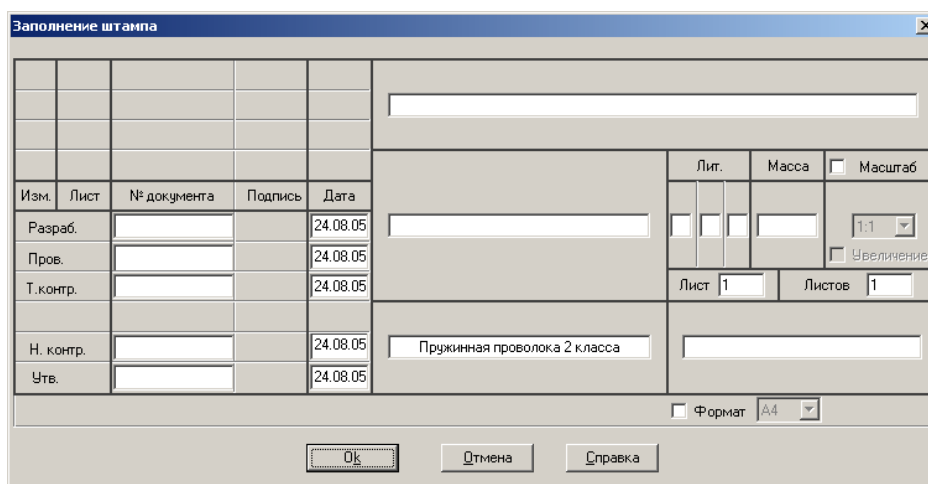 Заполнение штампа
Лит. Масса Масштаб
Изм. Лист № документа Подпись Дата
Разраб. 24.08.05 1:1
Пров. 24.08.05 Увеличение
Т.контр. 24.08.05 Лист 1 Листов 1
Н. контр. 24.08.05 Пружинная проволока 2 класса
Утв. 24.08.05
Формат А4
Ok Отмена Справка